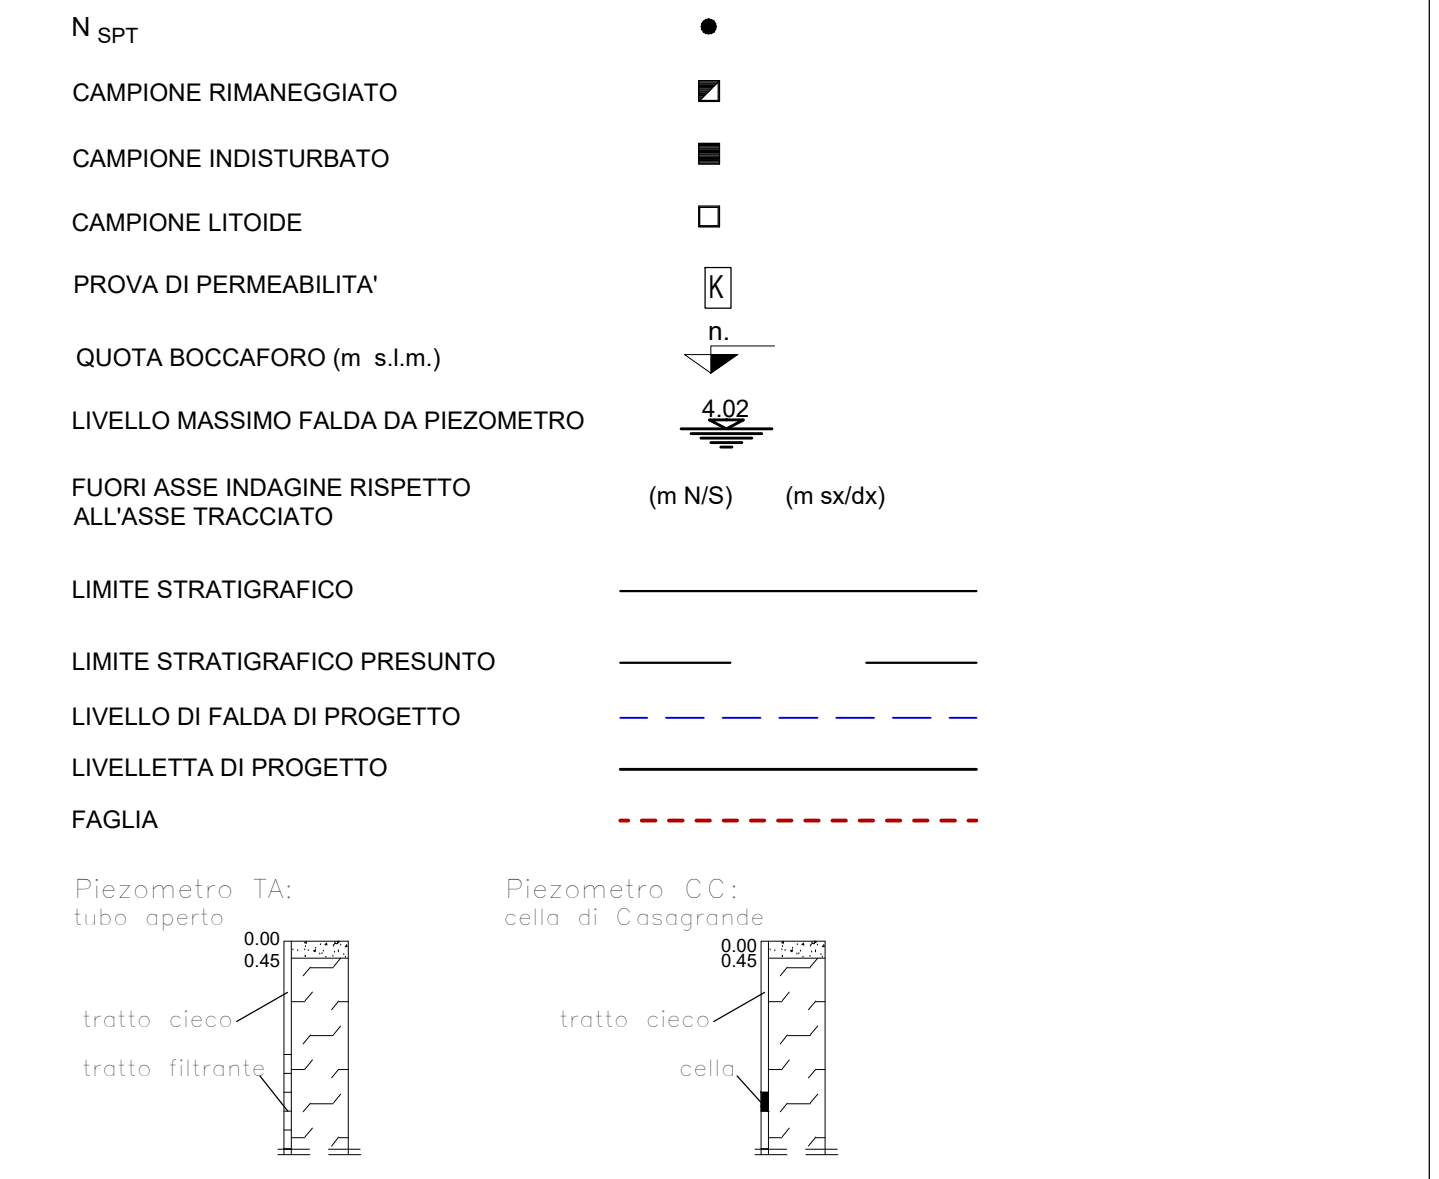 N SPT
CAMPIONE RIMANEGGIATO
CAMPIONE INDISTURBATO
CAMPIONE LITOIDE
PROVA DI PERMEABILITA' K
n.
QUOTA BOCCAFORO (m s.l.m.)
LIVELLO MASSIMO FALDA DA PIEZOMETRO 4.02
FUORI ASSE INDAGINE RISPETTO
ALL'ASSE TRACCIATO
(m N/S) (m sx/dx)
LIMITE STRATIGRAFICO
LIMITE STRATIGRAFICO PRESUNTO
LIVELLO DI FALDA DI PROGETTO
LIVELLETTA DI PROGETTO
FAGLIA
Piezometro TA:
tubo aperto
0.00
0.45
tratto cieco
tratto filtrante
Piezometro CC:
cella di Casagrande
0.00
0.45
tratto cieco
cella